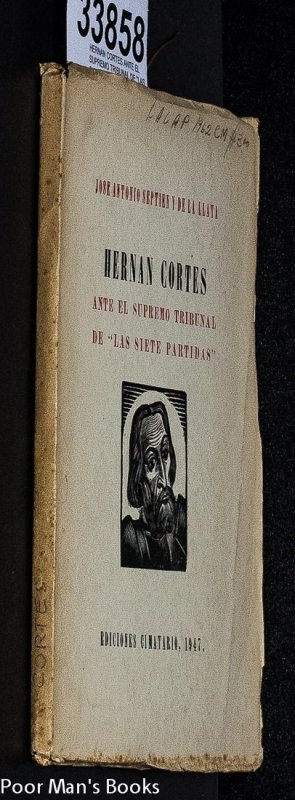 33858
HERNAN CORTES ANTE EL
SUPREMO TRIBUNAL DE "LAS
JOSE ANTONIO SEPTIEN Y DE LA LLATA
HERNAN CORTES
ANTE EL SUPREMO TRIBUNAL
DE "LAS SIETE PARTIDAS"
EDICIONES CIMATARIO, 1947.
CORTES
Poor Man's Books